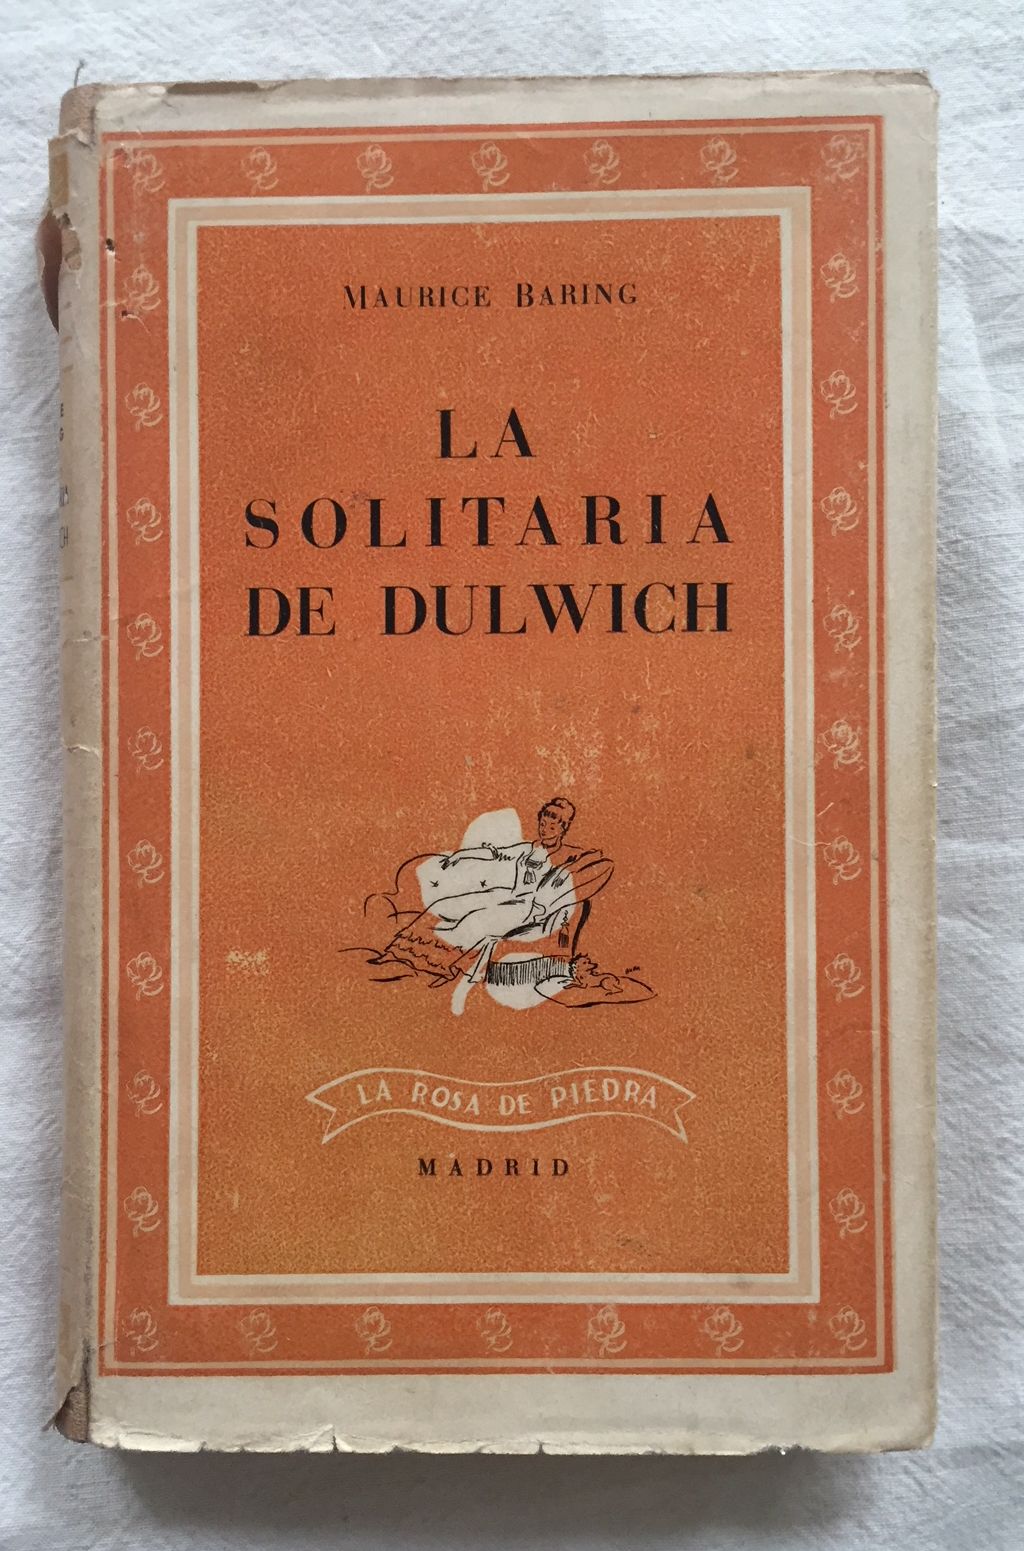 MAURICE BARING
LA
SOLITARIA
DE DULWICH
LA ROSA DE PIEDRA
MADRID